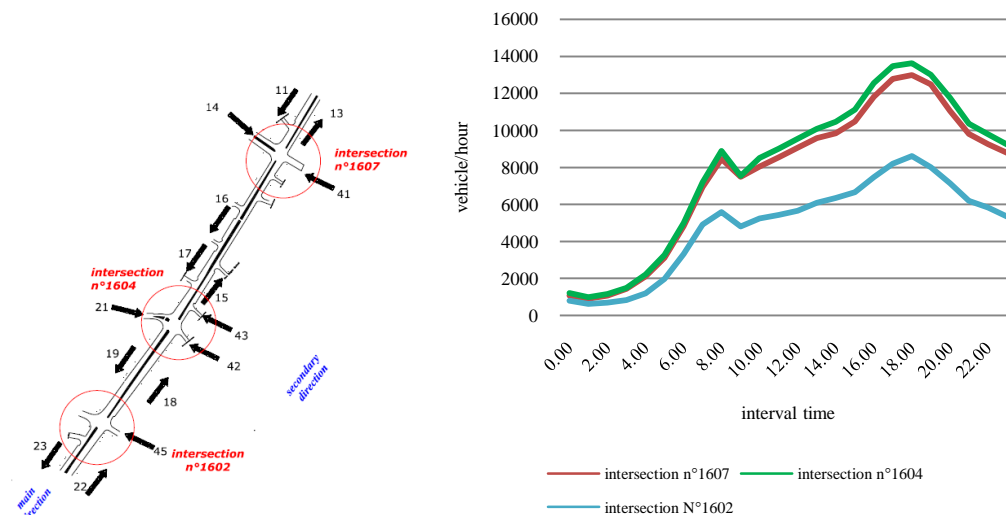 11
13
14
intersection
n°1607
41
16
17
intersection
n°1604
21
15
43
19
42
secondary
direction
18
23
45
intersection
n°1602
22
main
direction
16000
14000
12000
10000
8000
6000
4000
2000
0
vehicle/hour
0.00
2.00
4.00
6.00
8.00
10.00
12.00
14.00
16.00
18.00
20.00
22.00
interval time
intersection n°1607
intersection n°1604
intersection N°1602